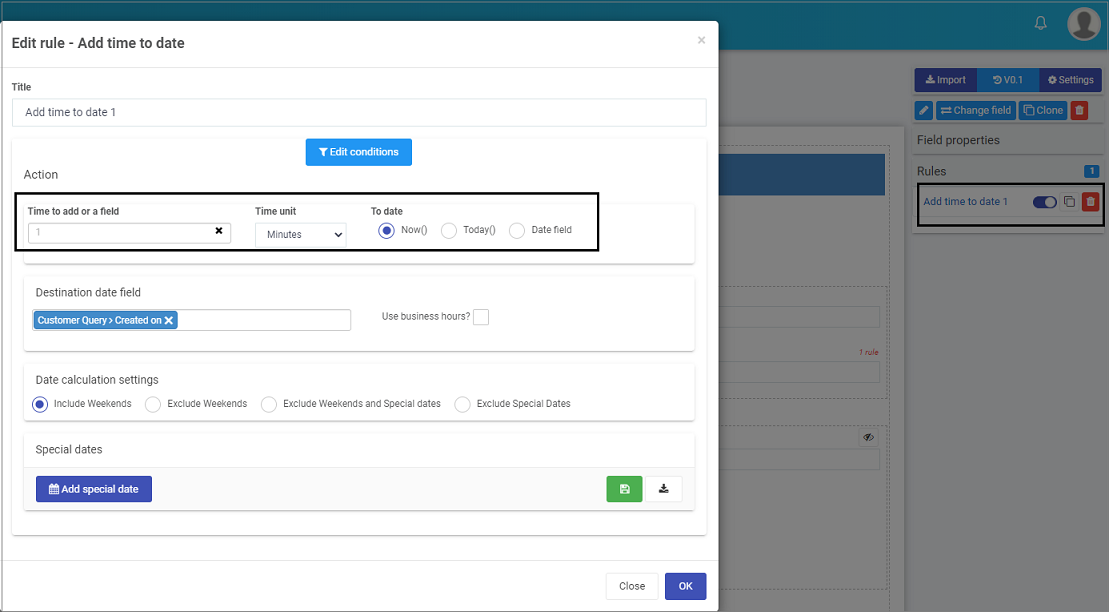 Edit rule - Add time to date
×
Title
Add time to date 1
Edit conditions
Action
Time to add or a field
Time unit
To date
1
Minutes
Now()
Today()
Date field
Destination date field
Customer Query > Created on
Use business hours?
Date calculation settings
Include Weekends
Exclude Weekends
Exclude Weekends and Special dates
Exclude Special Dates
Special dates
Add special date
Close
OK
Import
V0.1
Settings
Change field
Clone
Field properties
Rules
1
Add time to date 1
1 rule